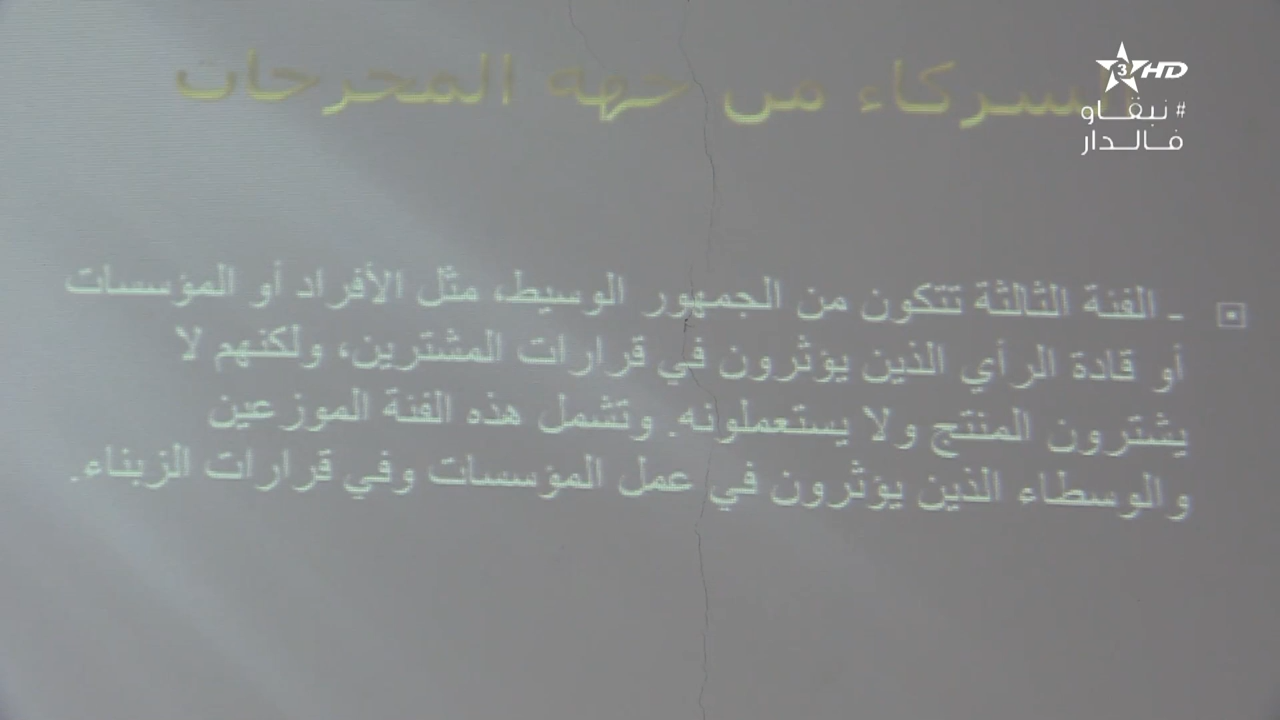 الشركاء من جهة المخرجات
3 HD
#نبقاو
فالدار
- الفئة الثالثة تتكون من الجمهور الوسيط، مثل الأفراد أو المؤسسات
أو قادة الرأي الذين يؤثرون في قرارات المشترين، ولكنهم لا
يشترون المنتج ولا يستعملونه. وتشمل هذه الفئة الموزعين
والوسطاء الذين يؤثرون في عمل المؤسسات وفي قرارات الزبناء.